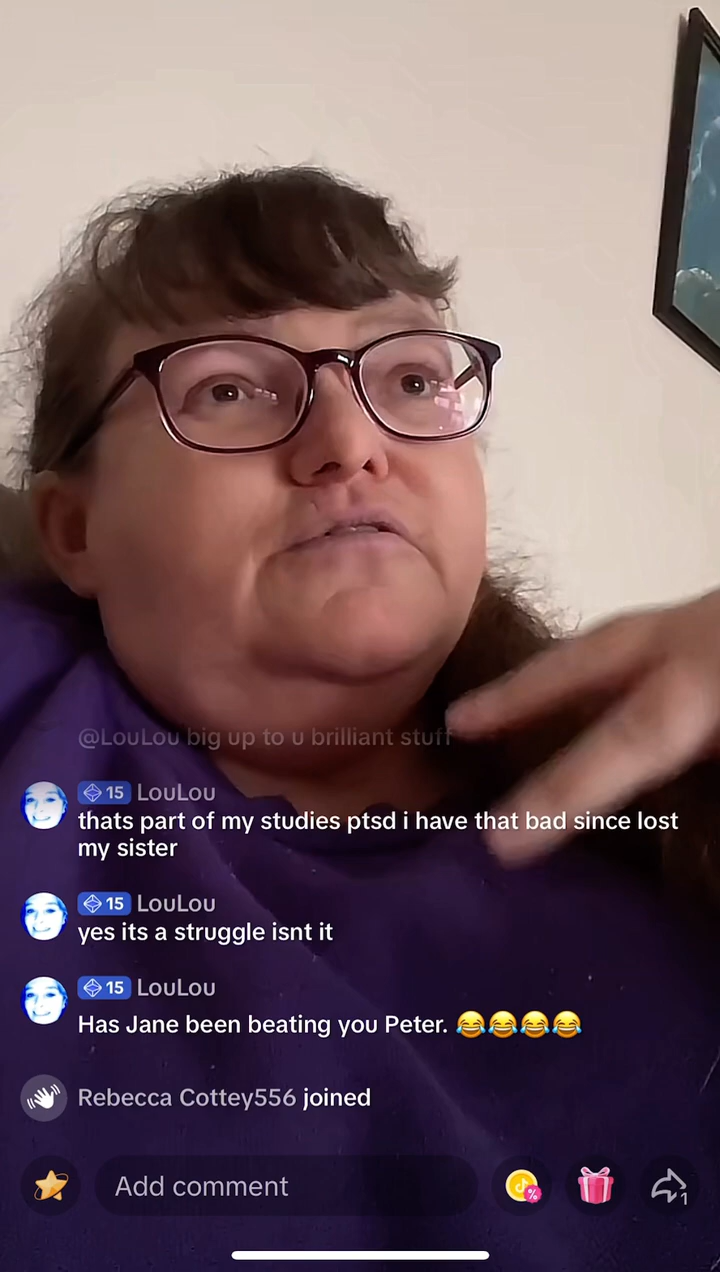 @LouLou big up to u brilliant stuff
15 LouLou
thats part of my studies ptsd i have that bad since lost
my sister
15 LouLou
yes its a struggle isnt it
15 LouLou
Has Jane been beating you Peter. 😂😂😂😂
Rebecca Cottey556 joined
Add comment
%
1